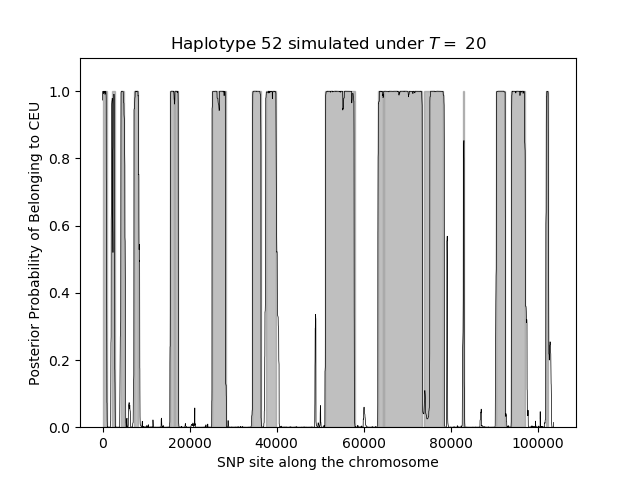 Haplotype 52 simulated under T = 20
Posterior Probability of Belonging to CEU
1.0
0.8
0.6
0.4
0.2
0.0
0 20000 40000 60000 80000 100000
SNP site along the chromosome